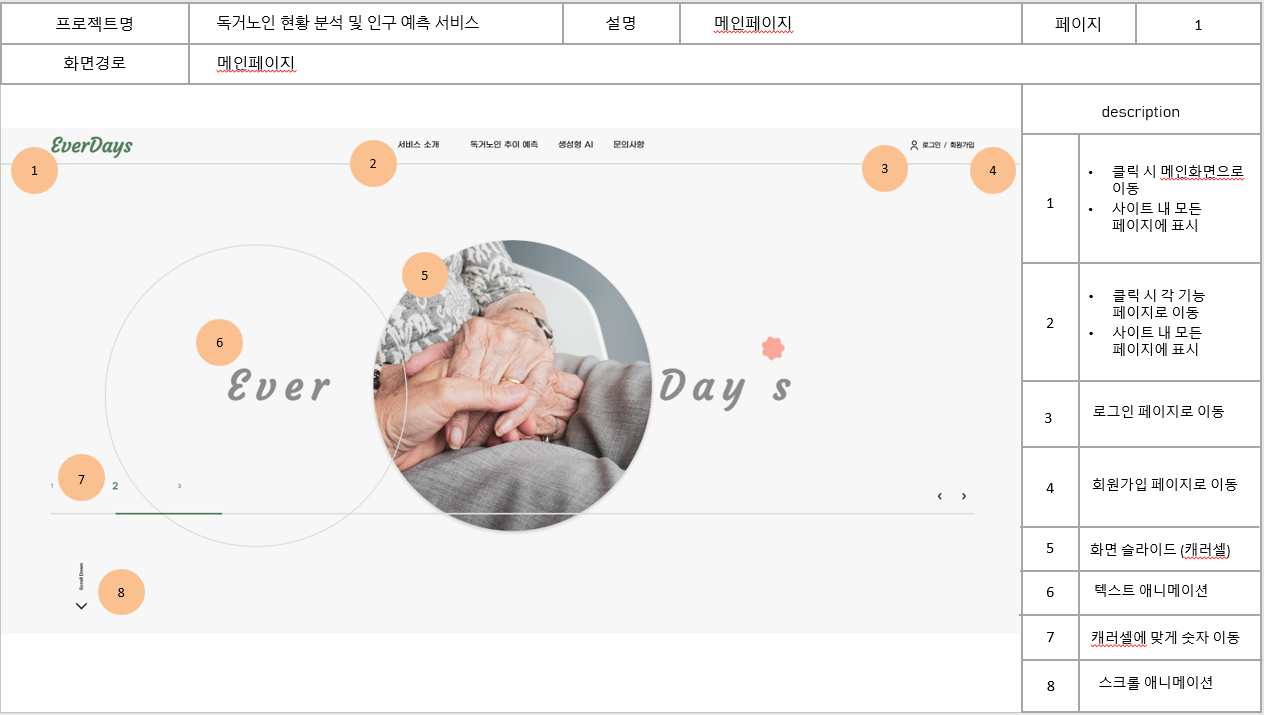 프로젝트명
독거노인 현황 분석 및 인구 예측 서비스
설명
메인페이지
페이지
1
화면경로
메인페이지
description
EverDays
서비스 소개
독거노인 추이 예측
생성형 AI
문의사항
로그인 / 회원가입
1
2
3
4
5
6
Ever
Day s
7
1
2
3
‹ ›
Scroll Down
8
1
• 클릭 시 메인화면으로
이동
• 사이트 내 모든
페이지에 표시
2
• 클릭 시 각 기능
페이지로 이동
• 사이트 내 모든
페이지에 표시
3
로그인 페이지로 이동
4
회원가입 페이지로 이동
5
화면 슬라이드 (캐러셀)
6
텍스트 애니메이션
7
캐러셀에 맞게 숫자 이동
8
스크롤 애니메이션